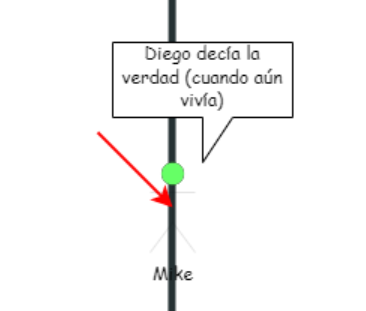 Diego decía la
verdad (cuando aún
vivía)
Mike